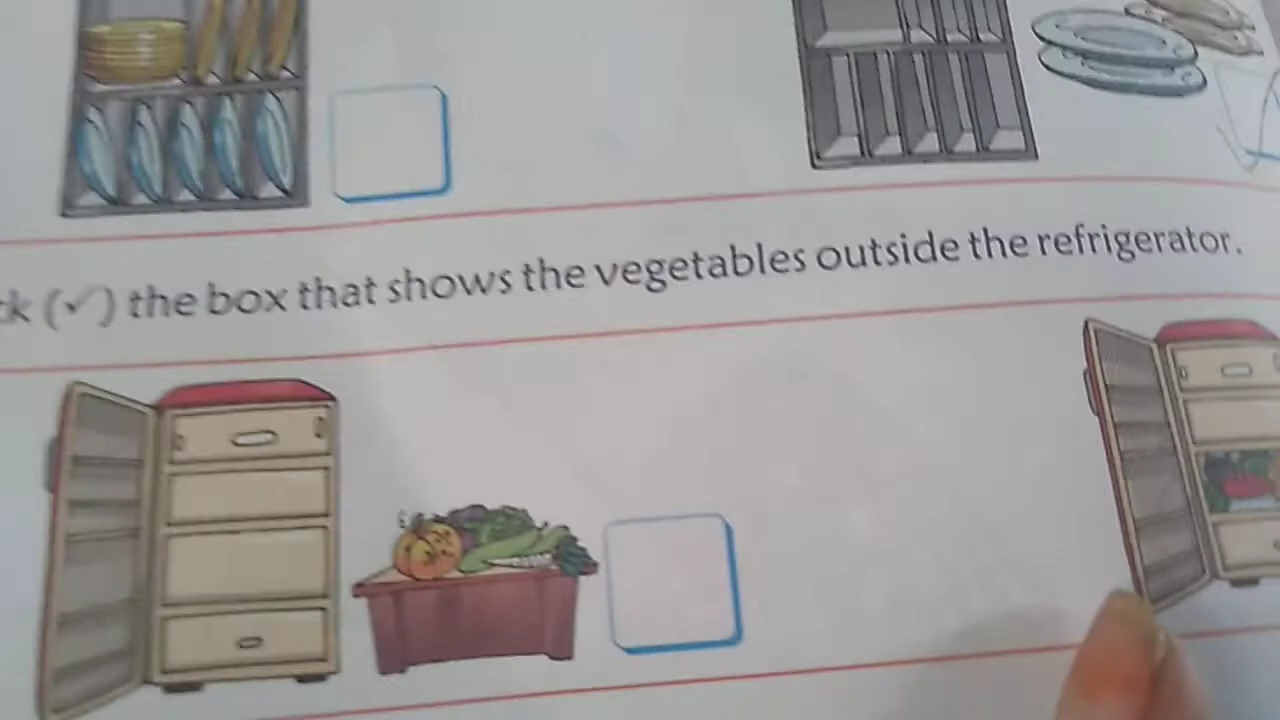 (✓) the box that shows the vegetables outside the refrigerator.